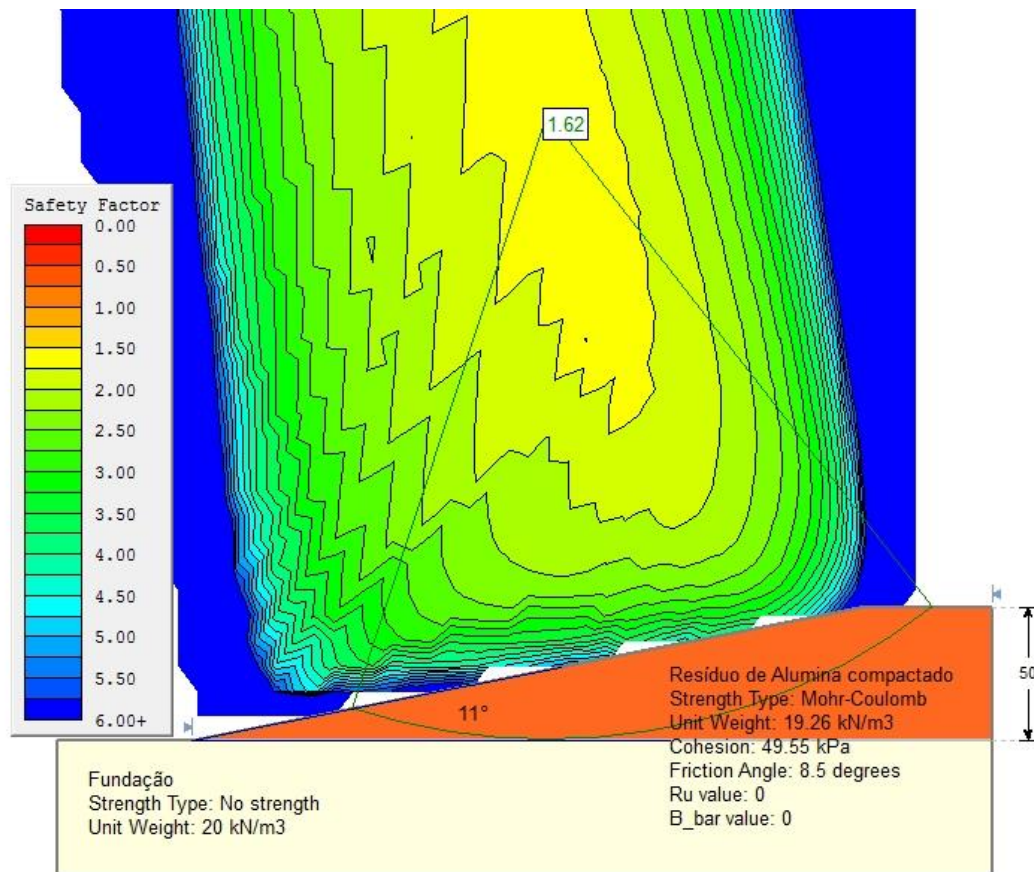 1.62
Safety Factor
0.00
0.50
1.00
1.50
2.00
2.50
3.00
3.50
4.00
4.50
5.00
5.50
6.00+
11°
50
Resíduo de Alumina compactado
Strength Type: Mohr-Coulomb
Unit Weight: 19.26 kN/m3
Cohesion: 49.55 kPa
Friction Angle: 8.5 degrees
Ru value: 0
B_bar value: 0
Fundação
Strength Type: No strength
Unit Weight: 20 kN/m3